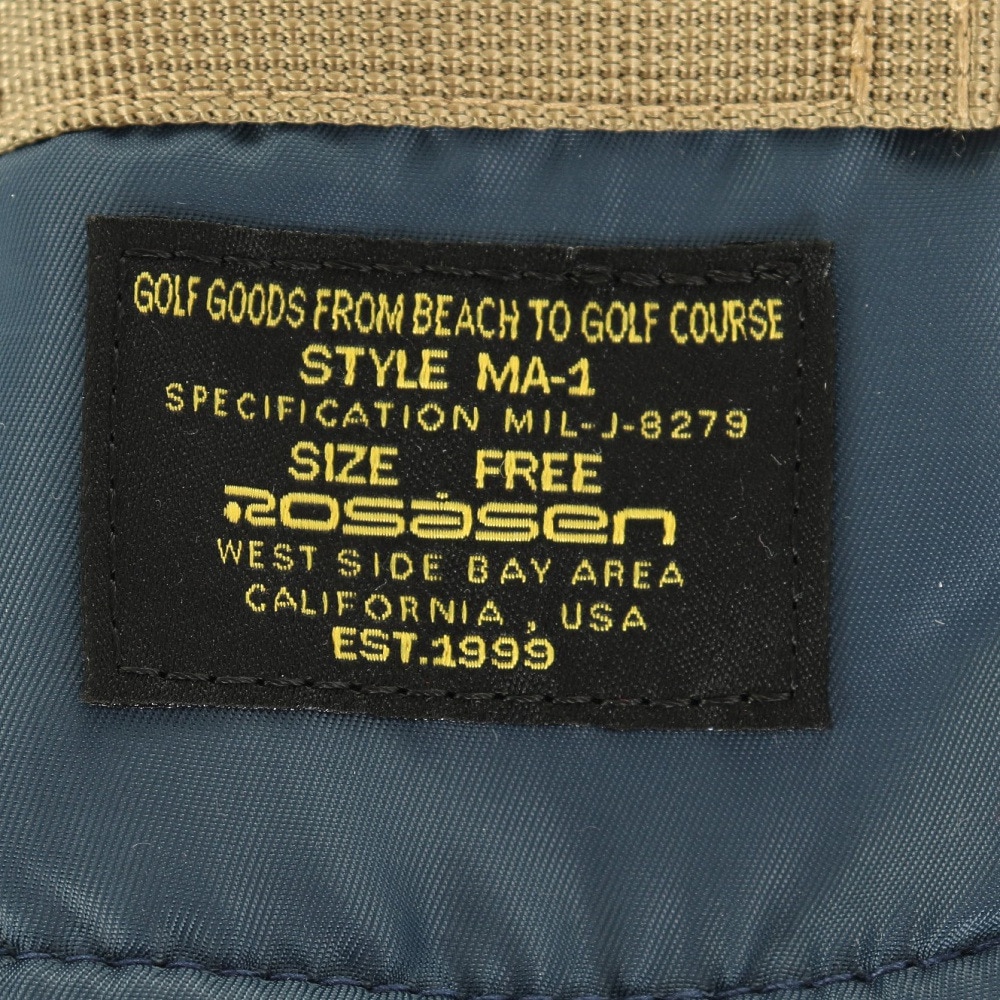 GOLF GOODS FROM BEACH TO GOLF COURSE
STYLE MA-1
SPECIFICATION MIL-J-8279
SIZE FREE
Rosásen
WEST SIDE BAY AREA
CALIFORNIA , USA
EST.1999